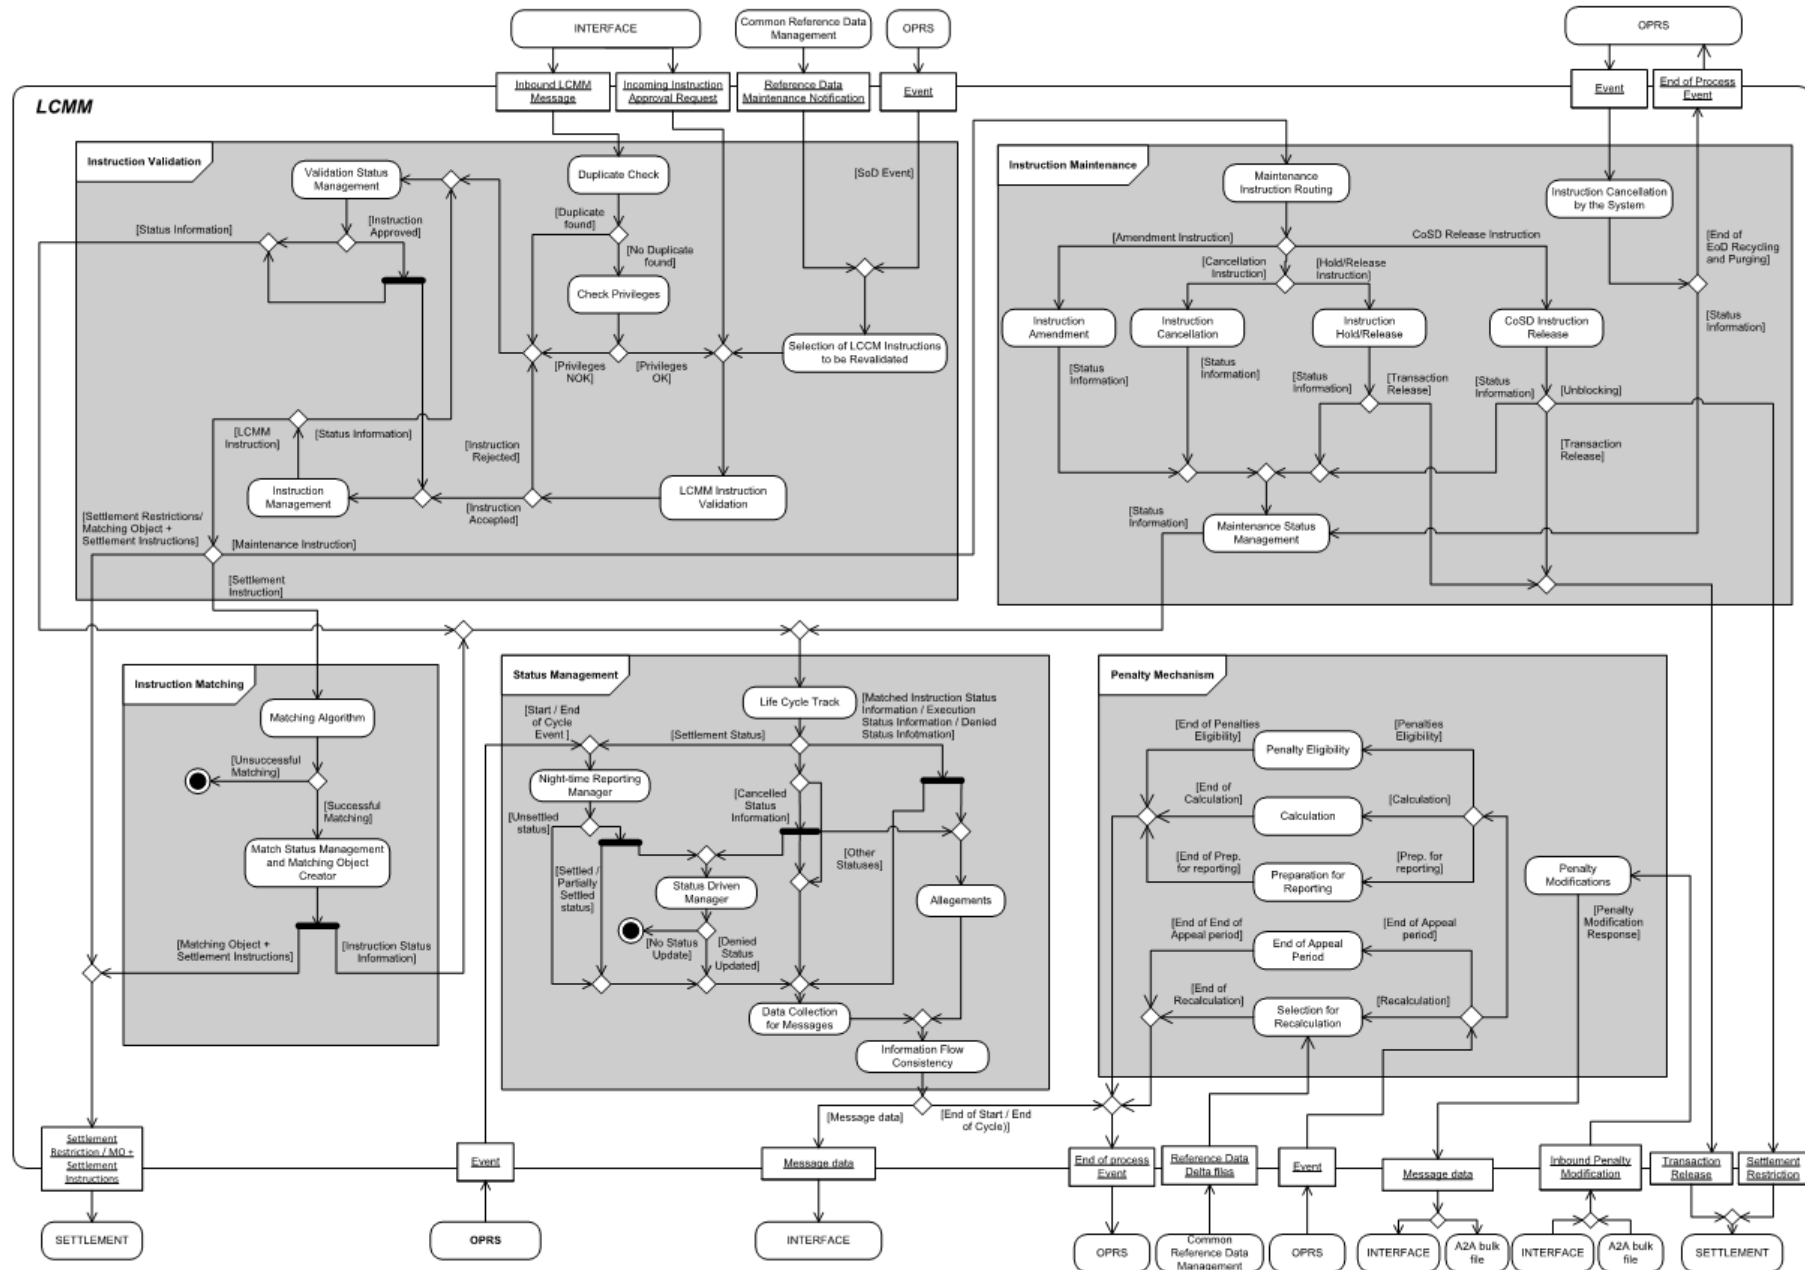 INTERFACE
Common Reference Data
Management
OPRS
OPRS
Inbound LCMM
Message
Incoming Instruction
Approval Request
Reference Data
Maintenance Notification
Event
Event
End of Process
Event
LCMM
Instruction Validation
Validation Status
Management
Duplicate Check
[SoD Event]
[Status Information]
[Instruction
Approved]
[Duplicate
found]
[No Duplicate
found]
Check Privileges
Selection of LCCM Instructions
to be Revalidated
[Privileges
NOK]
[Privileges
OK]
[LCMM
Instruction]
[Status Information]
[Instruction
Rejected]
Instruction
Management
[Instruction
Accepted]
LCMM Instruction
Validation
[Settlement Restrictions/
Matching Object +
Settlement Instructions]
[Maintenance Instruction]
[Settlement
Instruction]
Instruction Maintenance
Maintenance
Instruction Routing
Instruction Cancellation
by the System
[Amendment Instruction]
CoSD Release Instruction
[End of
EoD Recycling
and Purging]
[Cancellation
Instruction]
[Hold/Release
Instruction]
Instruction
Amendment
Instruction
Cancellation
Instruction
Hold/Release
CoSD Instruction
Release
[Status
Information]
[Status
Information]
[Status
Information]
[Status
Information]
[Transaction
Release]
[Status
Information]
[Unblocking]
[Transaction
Release]
[Status
Information]
Maintenance Status
Management
Instruction Matching
Matching Algorithm
[Unsuccessful
Matching]
[Successful
Matching]
Match Status Management
and Matching Object
Creator
[Matching Object +
Settlement Instructions]
[Instruction Status
Information]
Status Management
Life Cycle Track
[Matched Instruction Status
Information / Execution
Status Information / Denied
Status Infotmation]
[Start / End
of Cycle
Event ]
[Settlement Status]
Night-time Reporting
Manager
[Cancelled
Status
Information]
[Unsettled
status]
[Other
Statuses]
[Settled /
Partially
Settled
status]
Status Driven
Manager
Allegements
[No Status
Update]
[Denied
Status
Updated]
Data Collection
for Messages
Information Flow
Consistency
[Message data]
[End of Start / End
of Cycle)]
Penalty Mechanism
[End of Penalties
Eligibility]
Penalty Eligibility
[Penalties
Eligibility]
[End of
Calculation]
Calculation
[Calculation]
[End of Prep.
for reporting]
Preparation for
Reporting
[Prep. for
reporting]
Penalty
Modifications
[Penalty
Modification
Response]
[End of End of
Appeal period]
End of Appeal
Period
[End of Appeal
period]
[End of
Recalculation]
Selection for
Recalculation
[Recalculation]
Settlement
Restriction / MO +
Settlement
Instructions
Event
Message data
End of process
Event
Reference Data
Delta files
Event
Message data
Inbound Penalty
Modification
Transaction
Release
Settlement
Restriction
SETTLEMENT
OPRS
INTERFACE
OPRS
Common
Reference Data
Management
OPRS
INTERFACE
A2A bulk
file
INTERFACE
A2A bulk
file
SETTLEMENT